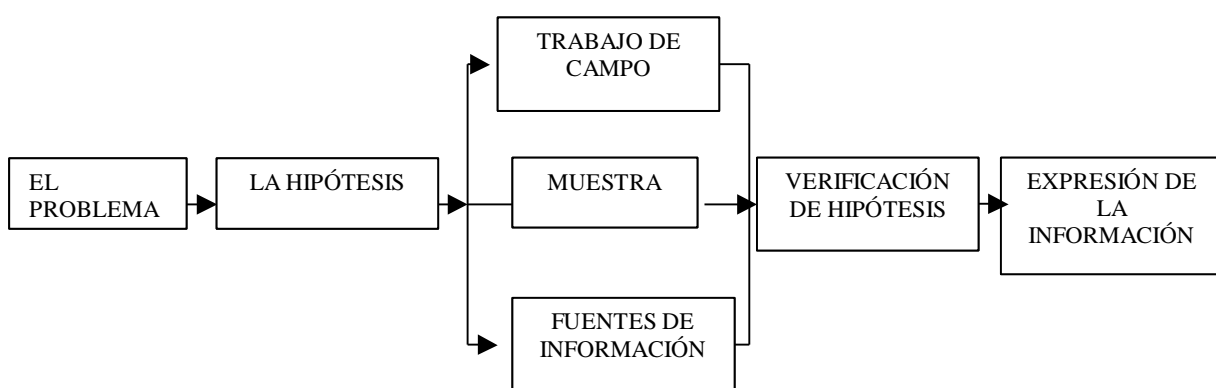 EL
PROBLEMA
LA HIPÓTESIS
TRABAJO DE
CAMPO
MUESTRA
FUENTES DE
INFORMACIÓN
VERIFICACIÓN
DE HIPÓTESIS
EXPRESIÓN DE
LA
INFORMACIÓN